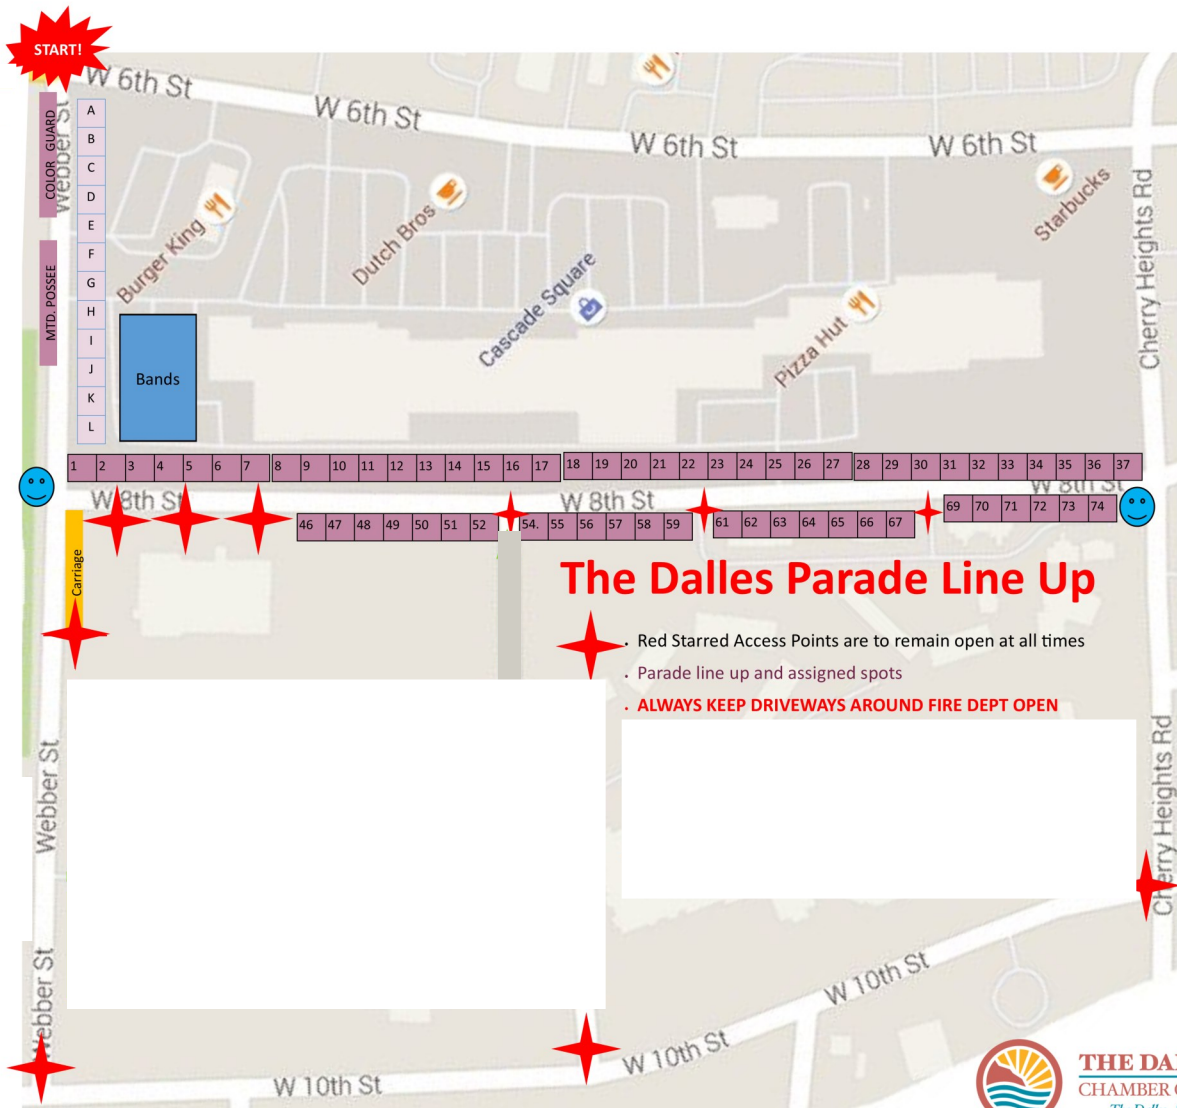 START!
W 6th St
W 6th St
W 6th St
W 6th St
COLOR GUARD
Webber St
MTD. POSSEE
A
B
C
D
E
F
G
H
I
J
K
L
Burger King
Dutch Bros
Cascade Square
Pizza Hut
Starbucks
Cherry Heights Rd
Bands
1 2 3 4 5 6 7 8 9 10 11 12 13 14 15 16 17 18 19 20 21 22 23 24 25 26 27 28 29 30 31 32 33 34 35 36 37
W 8th St
W 8th St
W 8th St
46 47 48 49 50 51 52 54. 55 56 57 58 59 61 62 63 64 65 66 67 69 70 71 72 73 74
Carriage
The Dalles Parade Line Up
. Red Starred Access Points are to remain open at all times
. Parade line up and assigned spots
. ALWAYS KEEP DRIVEWAYS AROUND FIRE DEPT OPEN
Webber St
Cherry Heights Rd
Webber St
W 10th St
W 10th St
W 10th St
THE DA
CHAMBER